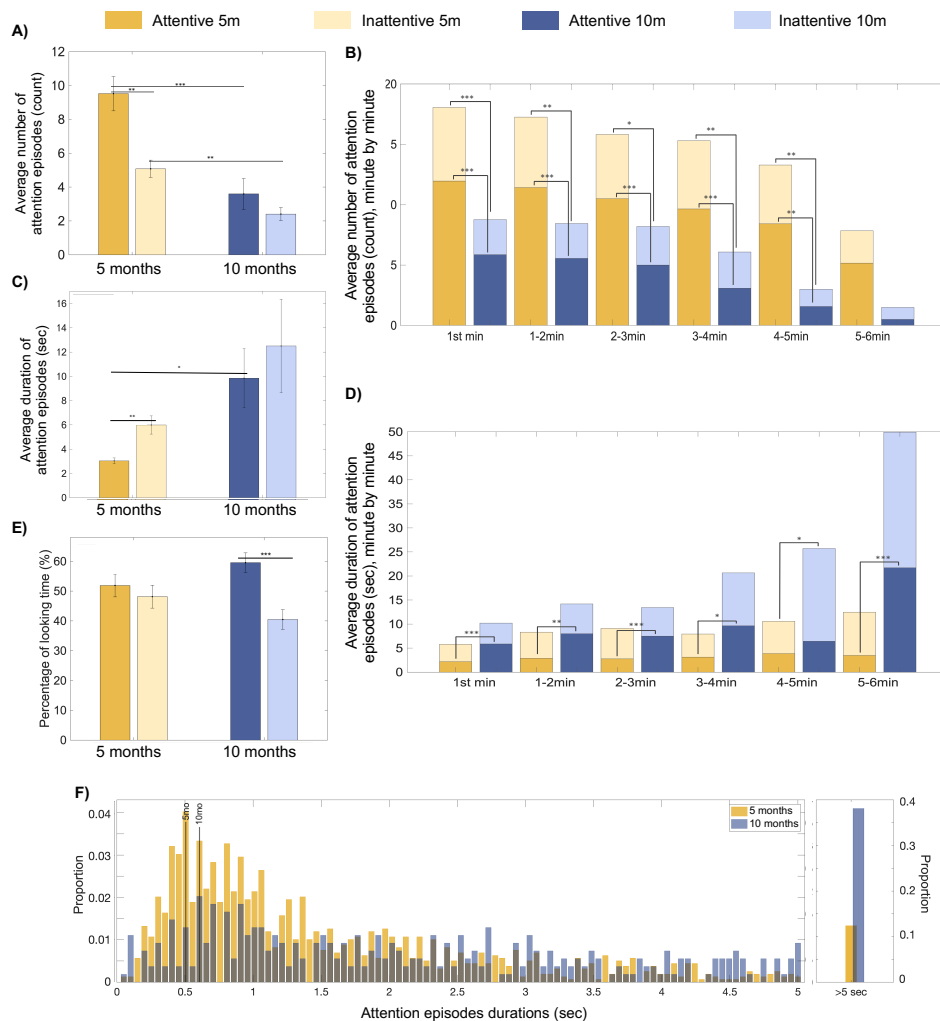 Attentive 5m Inattentive 5m Attentive 10m Inattentive 10m
A)
Average number of
attention episodes (count)
12
10
8
6
4
2
0
***
**
**
5 months 10 months
B)
Average number of attention
episodes (count), minute by minute
20
5
0
5
0
*** ** * ** **
*** *** *** *** **
1st min 1-2min 2-3min 3-4min 4-5min 5-6min
C)
Average duration of
attention episodes (sec)
16
14
12
10
8
6
4
2
0
*
**
5 months 10 months
D)
Average duration of attention
episodes (sec), minute by minute
50
45
40
35
30
25
20
15
10
5
0
*** ** *** * * ***
1st min 1-2min 2-3min 3-4min 4-5min 5-6min
E)
Percentage of looking time (%)
60
50
40
30
20
10
0
***
5 months 10 months
F)
Proportion
0.04
0.03
0.02
0.01
0
5mo
10mo
5 months
10 months
0 0.5 1 1.5 2 2.5 3 3.5 4 4.5 5
Attention episodes durations (sec)
0.4
0.3
0.2
0.1
0
Proportion
>5 sec